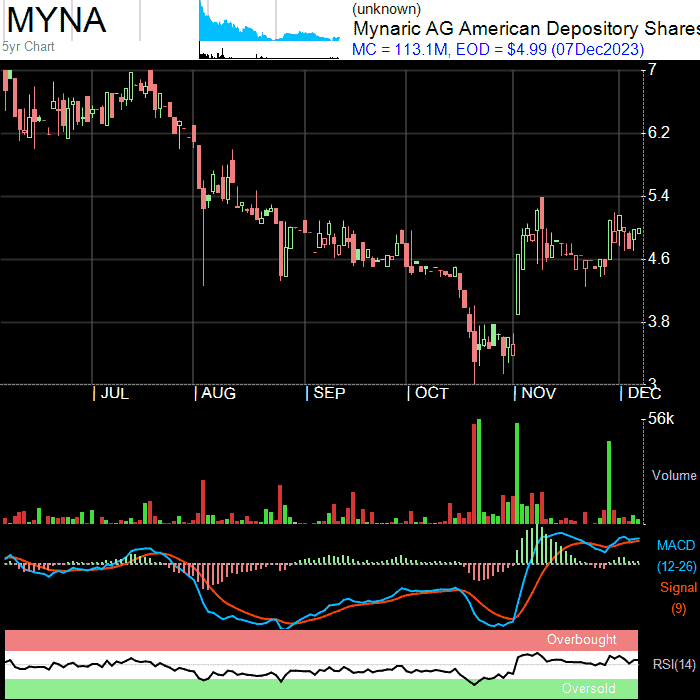 MYNA
5yr Chart
(unknown)
Mynaric AG American Depository Shares
MC = 113.1M, EOD = $4.99 (07Dec2023)
7
6.2
5.4
4.6
3.8
3
JUL
AUG
SEP
OCT
NOV
DEC
56k
Volume
MACD
(12-26)
Signal
(9)
Overbought
RSI(14)
Oversold